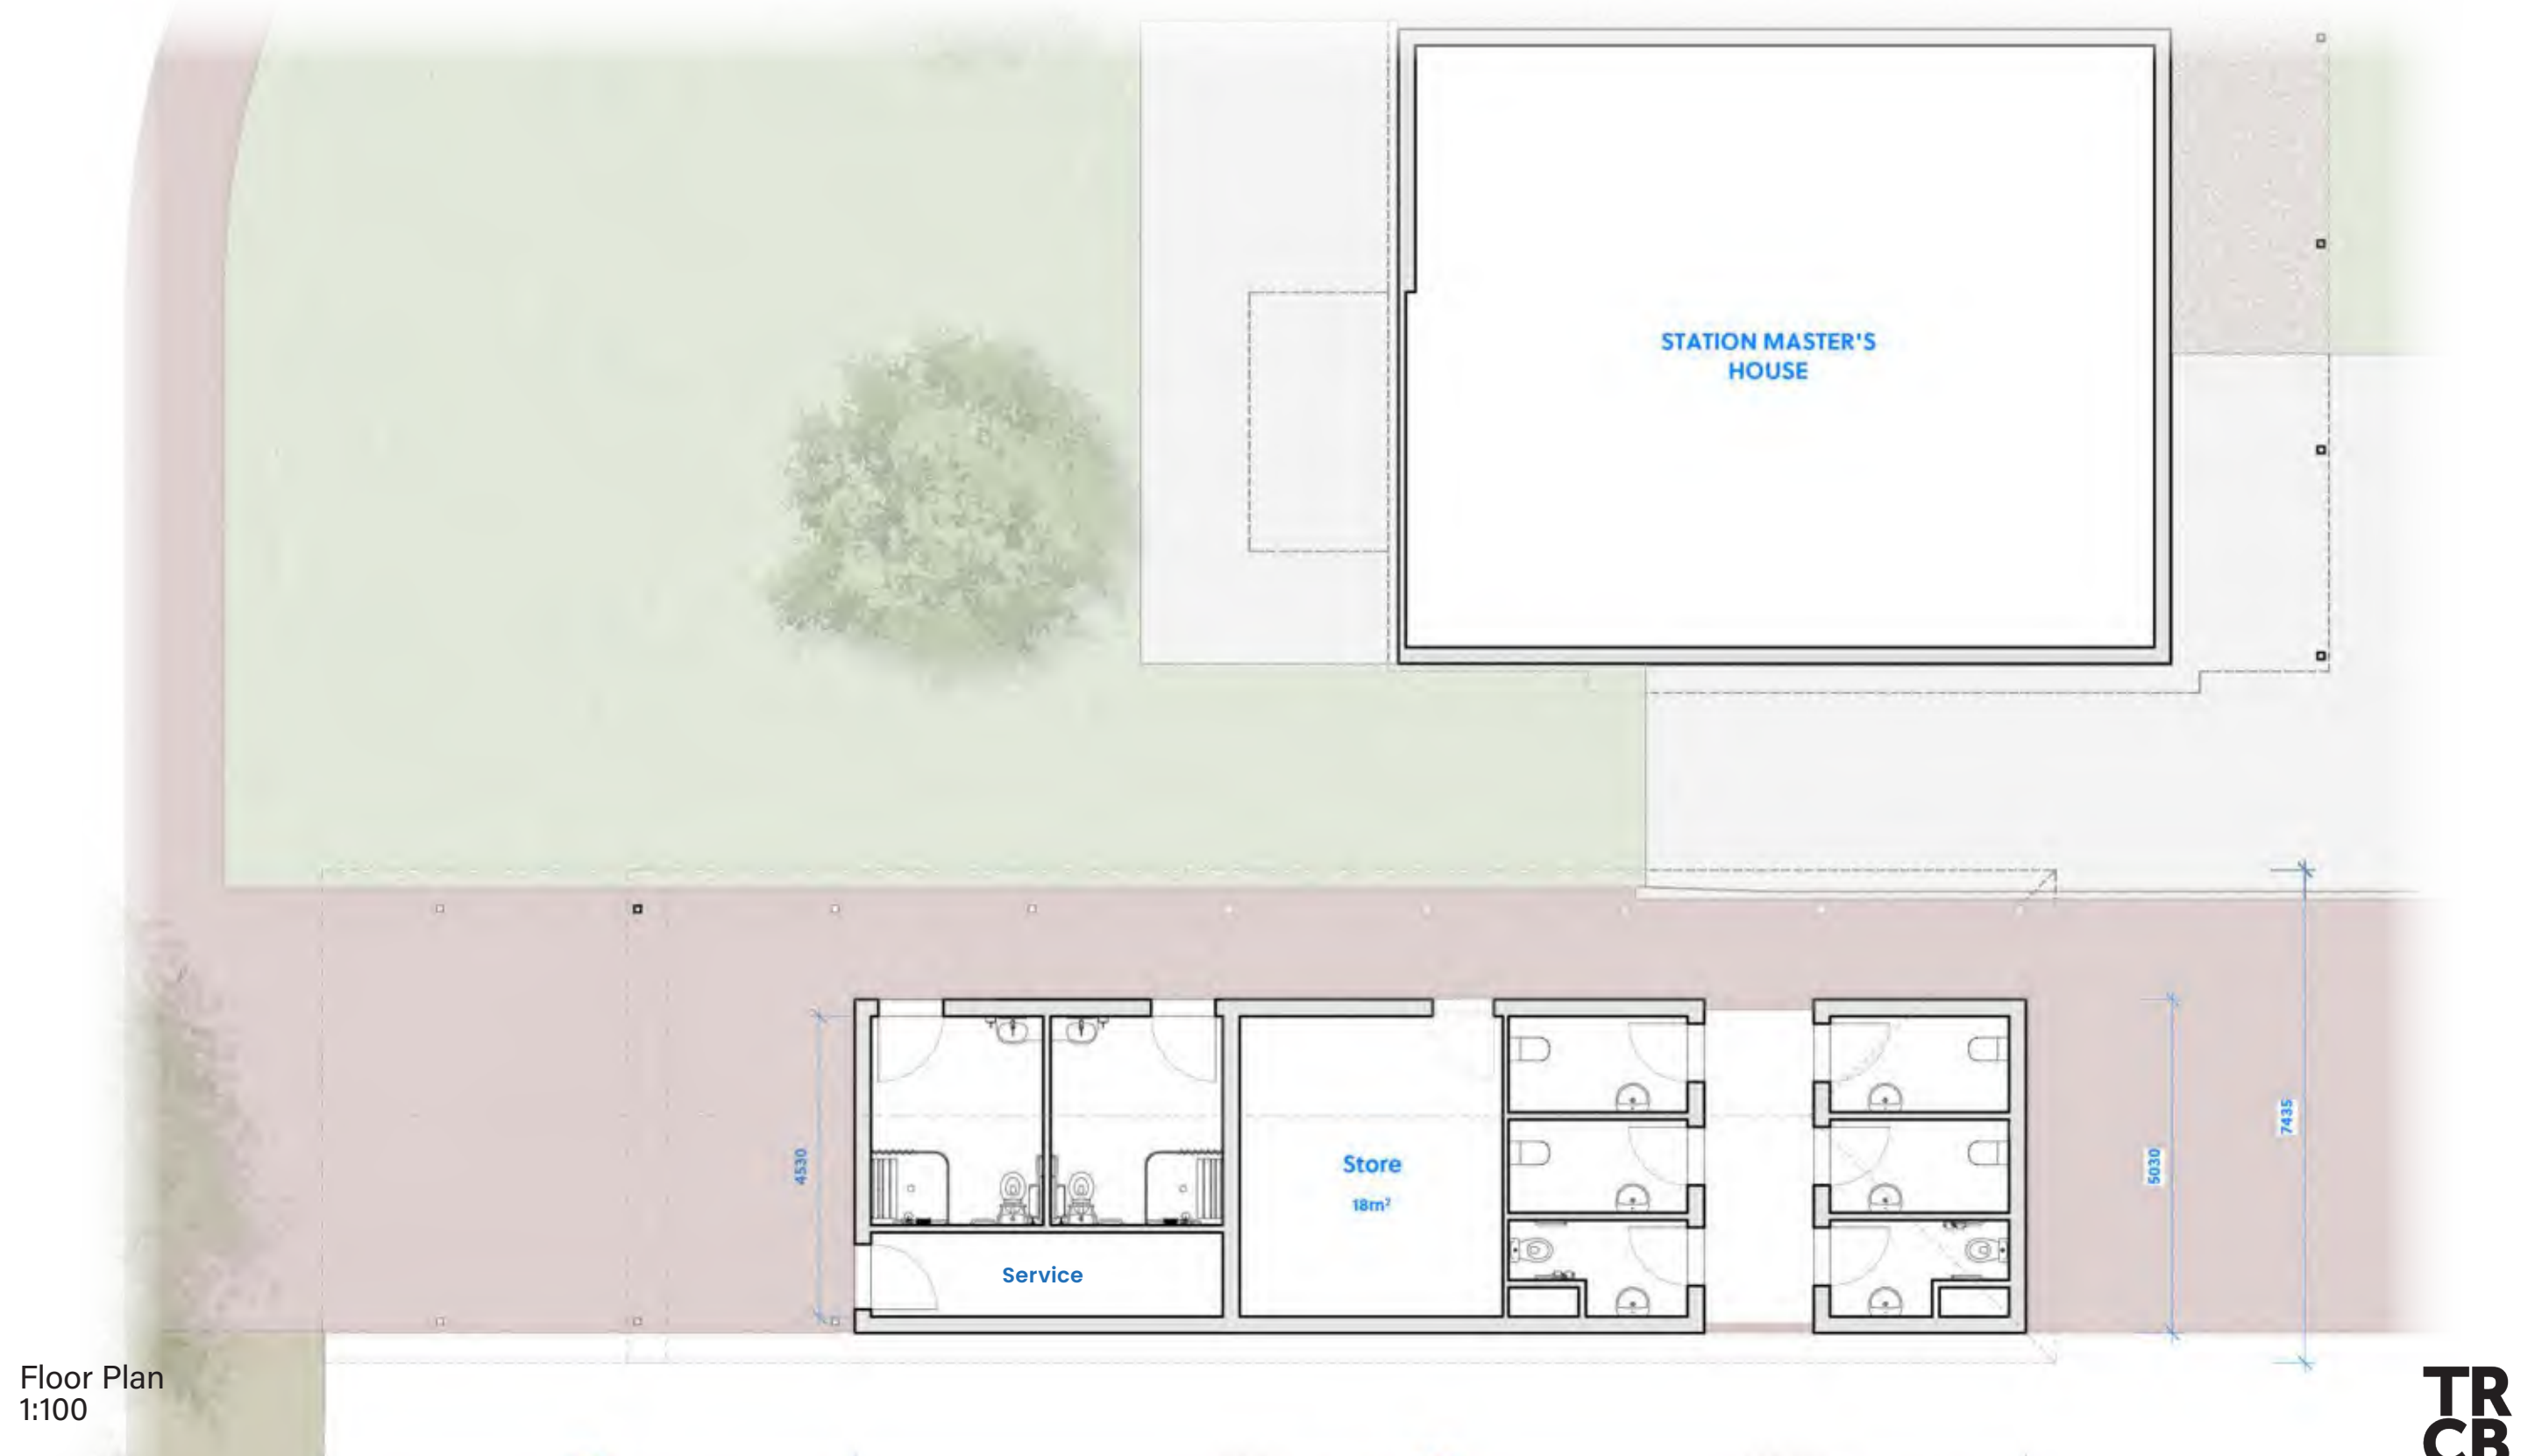 STATION MASTER'S
HOUSE
4530
Store
18m²
Service
5030
7435
Floor Plan
1:100
TR
CB